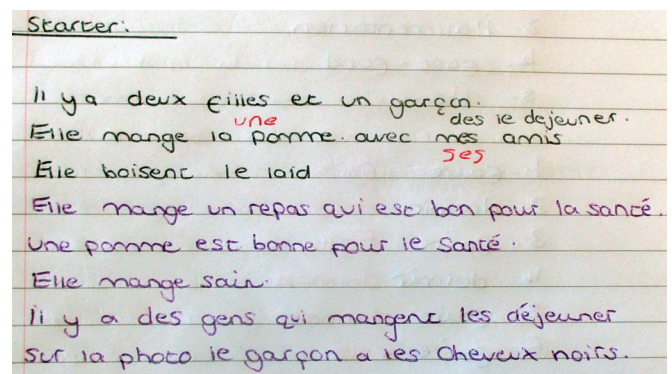 Starter:
Il y a deux filles et un garçon.
une des le dejeuner.
Elle mange la pomme. avec mes amis
ses
Elle boisent le laid
Elle mange un repas qui est bon pour la santé.
Une pomme est bonne pour le santé.
Elle mange sain.
Il y a des gens qui mangent les déjeuner
Sur la photo le garçon a les cheveux noirs.